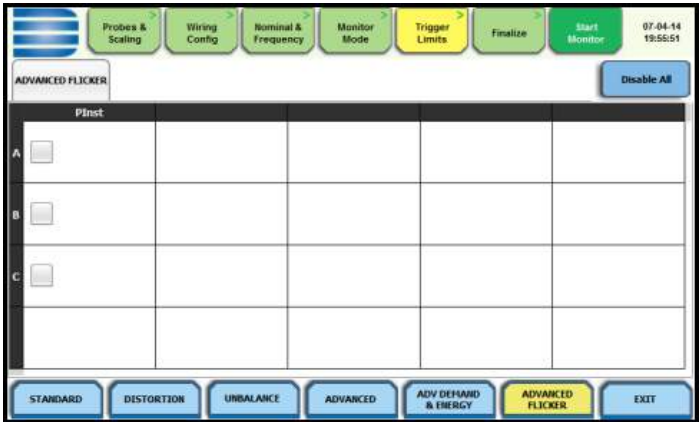 Probes &
Scaling
Wiring
Config
Nominal &
Frequency
Monitor
Mode
Trigger
Limits
Finalize
Start
Monitor
07-04-14
19:55:51
ADVANCED FLICKER
Disable All
PInst
A
B
C
STANDARD
DISTORTION
UNBALANCE
ADVANCED
ADV DEMAND
& ENERGY
ADVANCED
FLICKER
EXIT